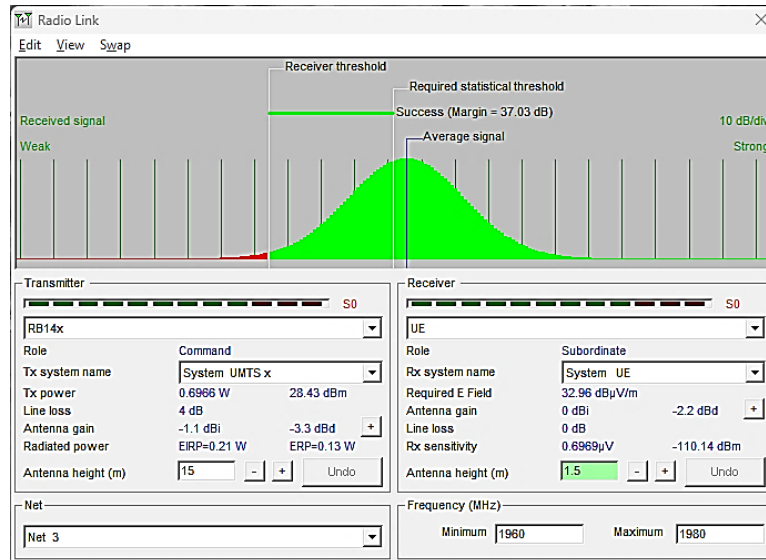 Radio Link
Edit View Swap
Receiver threshold
Required statistical threshold
Success (Margin = 37.03 dB)
Received signal
10 dB/div
Average signal
Weak
Strong
Transmitter
S0
RB14x
Role Command
Tx system name System UMTS x
Tx power 0.6966 W 28.43 dBm
Line loss 4 dB
Antenna gain -1.1 dBi -3.3 dBd +
Radiated power EIRP=0.21 W ERP=0.13 W
Antenna height (m) 15 - + Undo
Receiver
S0
UE
Role Subordinate
Rx system name System UE
Required E Field 32.96 dBµV/m
Antenna gain 0 dBi -2.2 dBd +
Line loss 0 dB
Rx sensitivity 0.6969µV -110.14 dBm
Antenna height (m) 1.5 - + Undo
Net
Net 3
Frequency (MHz)
Minimum 1960 Maximum 1980